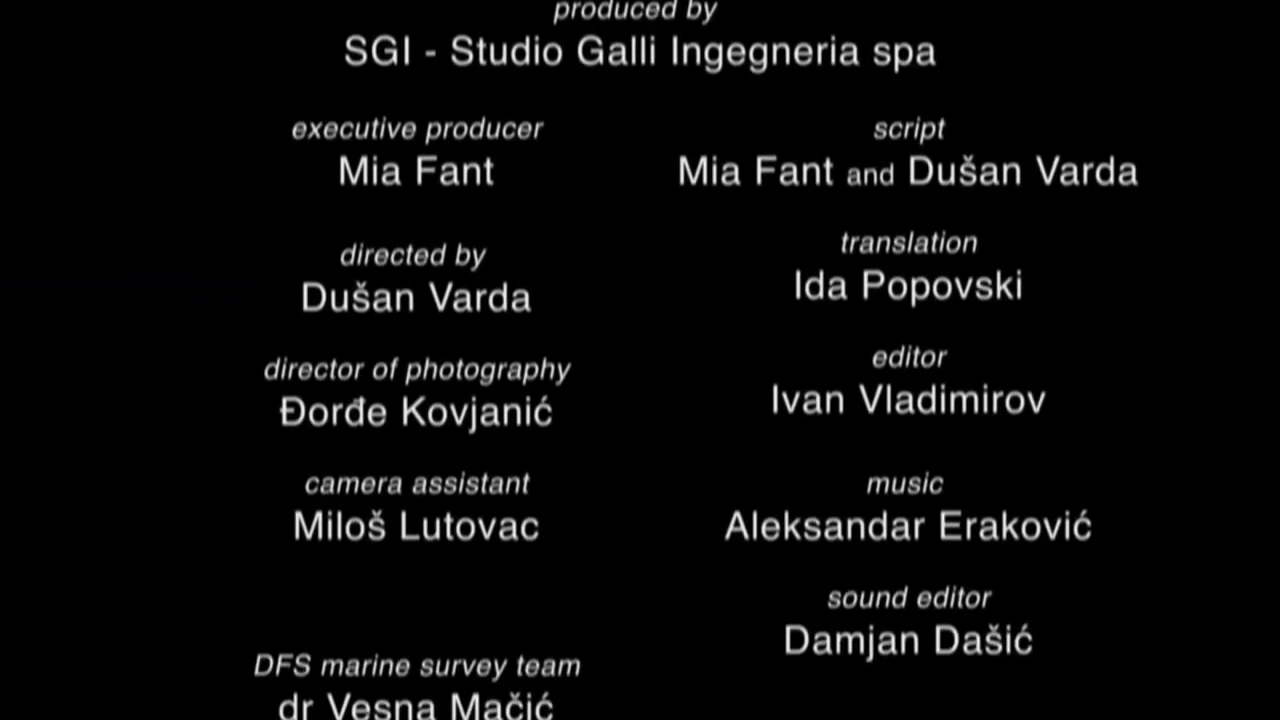 produced by
SGI - Studio Galli Ingegneria spa
executive producer
Mia Fant
directed by
Dušan Varda
director of photography
Đorđe Kovjanić
camera assistant
Miloš Lutovac
DFS marine survey team
dr Vesna Mačić
script
Mia Fant and Dušan Varda
translation
Ida Popovski
editor
Ivan Vladimirov
music
Aleksandar Eraković
sound editor
Damjan Dašić